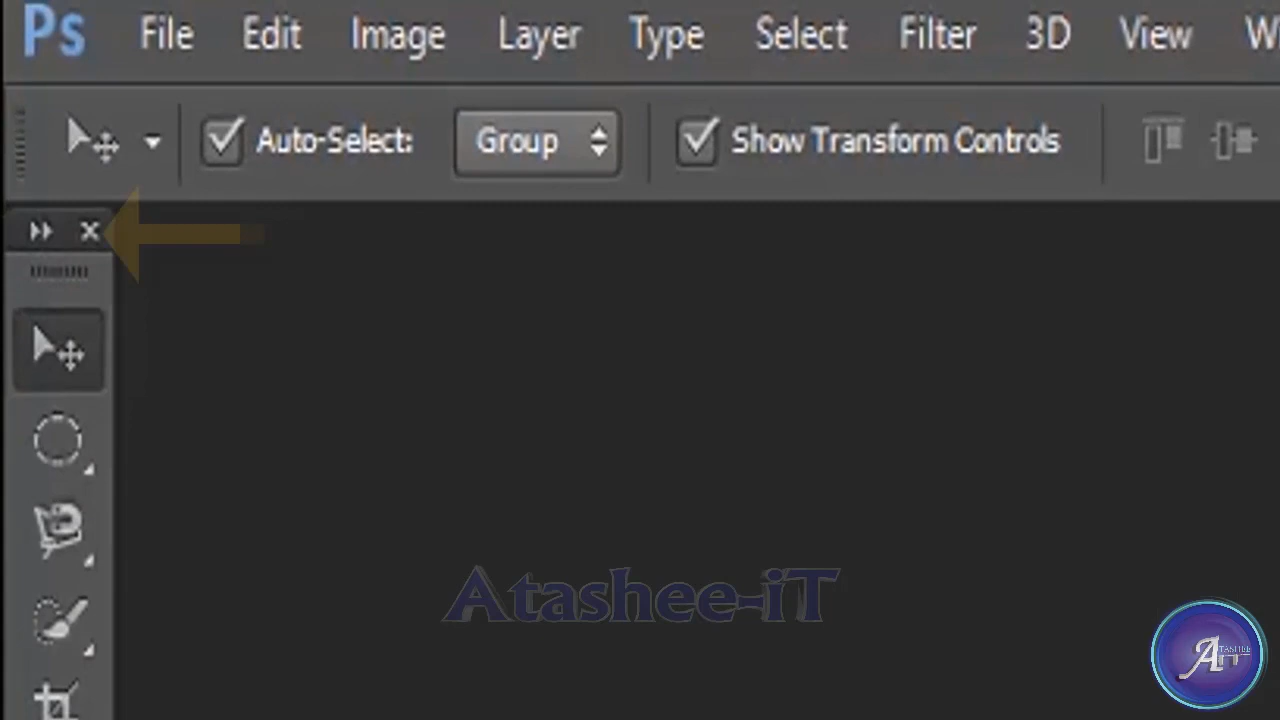 Ps File Edit Image Layer Type Select Filter 3D View W
Auto-Select: Group Show Transform Controls
Atashee-iT